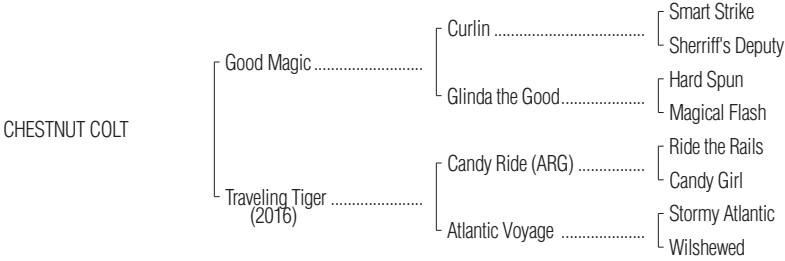 Smart Strike
Curlin ....................................
Sherriff's Deputy
Good Magic ..........................
Hard Spun
Glinda the Good....................
Magical Flash
CHESTNUT COLT
Ride the Rails
Candy Ride (ARG) ................
Candy Girl
Traveling Tiger ......................
(2016)
Stormy Atlantic
Atlantic Voyage ....................
Wilshewed